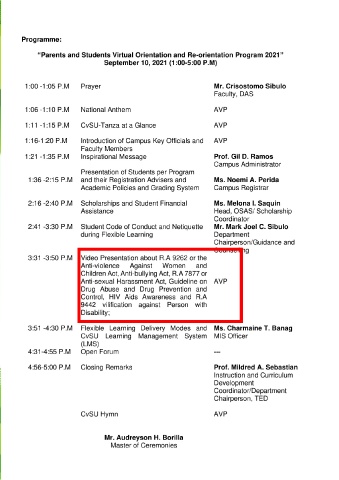 Programme:
"Parents and Students Virtual Orientation and Re-orientation Program 2021"
September 10, 2021 (1:00-5:00 P.M)
1:00 -1:05 P.M Prayer Mr. Crisostomo Sibulo
Faculty, DAS
1:06 -1:10 P.M National Anthem AVP
1:11 -1:15 P.M CvSU-Tanza at a Glance AVP
1:16-1:20 P.M Introduction of Campus Key Officials and AVP
Faculty Members
1:21 -1:35 P.M Inspirational Message Prof. Gil D. Ramos
Campus Administrator
Presentation of Students per Program
1:36 -2:15 P.M and their Registration Advisers and Ms. Noemi A. Perida
Academic Policies and Grading System Campus Registrar
2:16 -2:40 P.M Scholarships and Student Financial Ms. Melona I. Saquin
Assistance Head, OSAS/ Scholarship
Coordinator
2:41 -3:30 P.M Student Code of Conduct and Netiquette Mr. Mark Joel C. Sibulo
during Flexible Learning Department
Chairperson/Guidance and
Counseling
3:31 -3:50 P.M Video Presentation about R.A 9262 or the
Anti-violence Against Women and
Children Act, Anti-bullying Act, R.A 7877 or
Anti-sexual Harassment Act, Guideline on AVP
Drug Abuse and Drug Prevention and
Control, HIV Aids Awareness and R.A
9442 vilification against Person with
Disability;
3:51 -4:30 P.M Flexible Learning Delivery Modes and Ms. Charmaine T. Banag
CvSU Learning Management System MIS Officer
(LMS)
4:31-4:55 P.M Open Forum ---
4:56-5:00 P.M Closing Remarks Prof. Mildred A. Sebastian
Instruction and Curriculum
Development
Coordinator/Department
Chairperson, TED
CvSU Hymn AVP
Mr. Audreyson H. Borilla
Master of Ceremonies